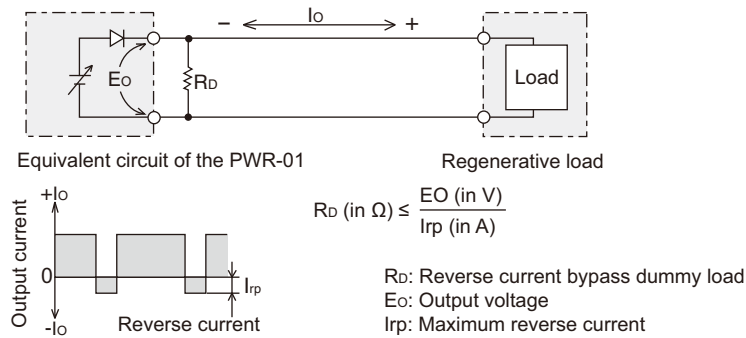 − Io +
Eo
RD
Load
Equivalent circuit of the PWR-01
Regenerative load
+Io
Output current
0
-Io
Irp
Reverse current
RD (in Ω) ≤ EO (in V)
Irp (in A)
RD: Reverse current bypass dummy load
Eo: Output voltage
Irp: Maximum reverse current